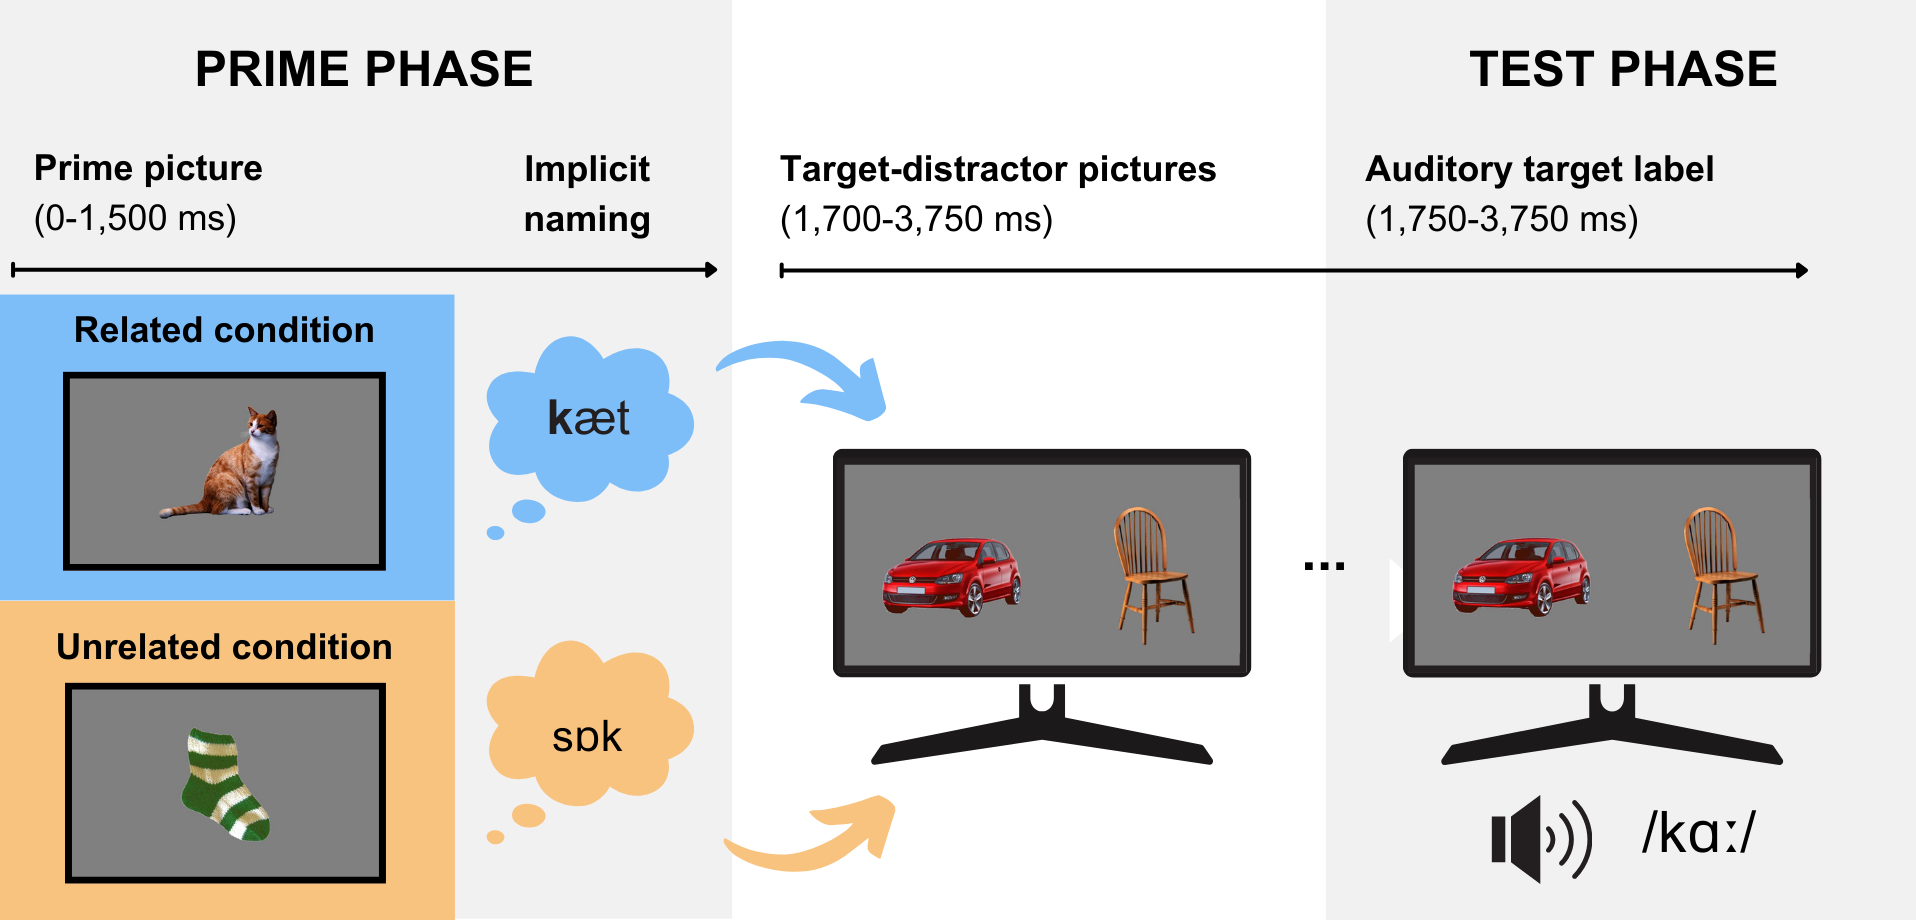 PRIME PHASE
TEST PHASE
Prime picture
(0-1,500 ms)
Implicit
naming
Target-distractor pictures
(1,700-3,750 ms)
Auditory target label
(1,750-3,750 ms)
Related condition
kæt
Unrelated condition
sɒk
...
/kɑː/